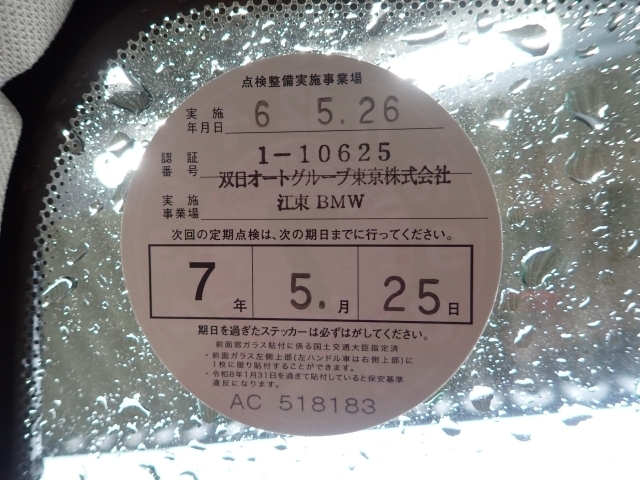 点検整備実施事業場
実施年月日 6 5.26
認証番号 1-10625
双日オートグループ東京株式会社
実施事業場 江東BMW
次回の定期点検は、次の期日までに行ってください。
7年 5.月 25日
期日を過ぎたステッカーは必ずはがしてください。
前面窓ガラス貼付に係る国土交通大臣指定済
・前面ガラス左側上部(左ハンドル車は右側上部)に
1枚に限り貼付することができます。
・令和8年1月31日を過ぎて貼付していると保安基準
違反になります。
AC 518183